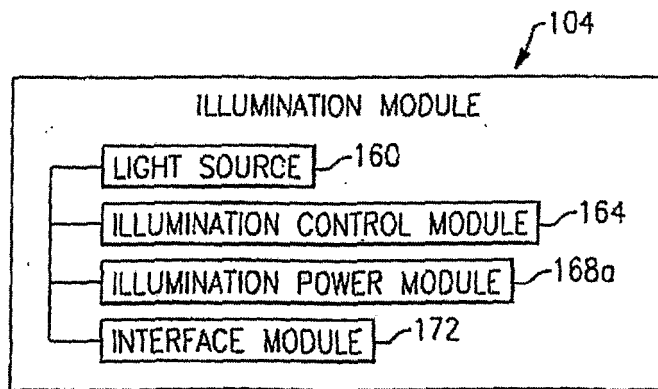 104
ILLUMINATION MODULE
LIGHT SOURCE 160
ILLUMINATION CONTROL MODULE 164
ILLUMINATION POWER MODULE 168a
INTERFACE MODULE 172